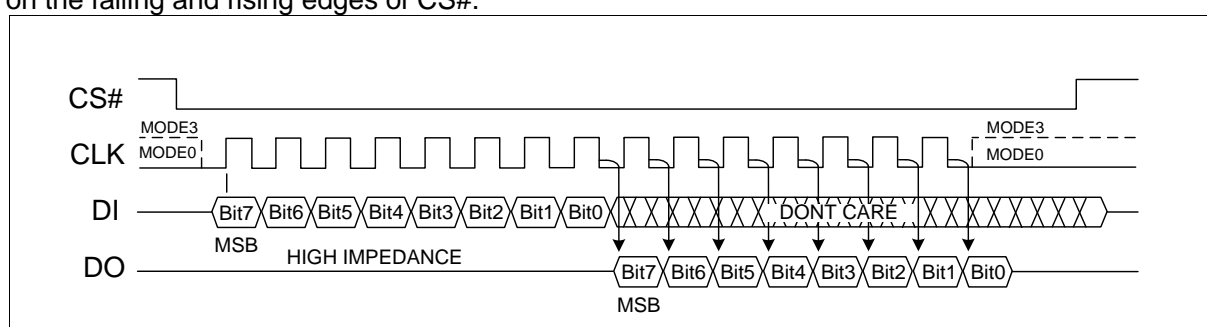 on the falling and rising edges of CS#.
CS#
MODE3 MODE3
CLK MODE0 MODE0
DI Bit7 Bit6 Bit5 Bit4 Bit3 Bit2 Bit1 Bit0 DONT CARE
MSB
DO HIGH IMPEDANCE Bit7 Bit6 Bit5 Bit4 Bit3 Bit2 Bit1 Bit0
MSB